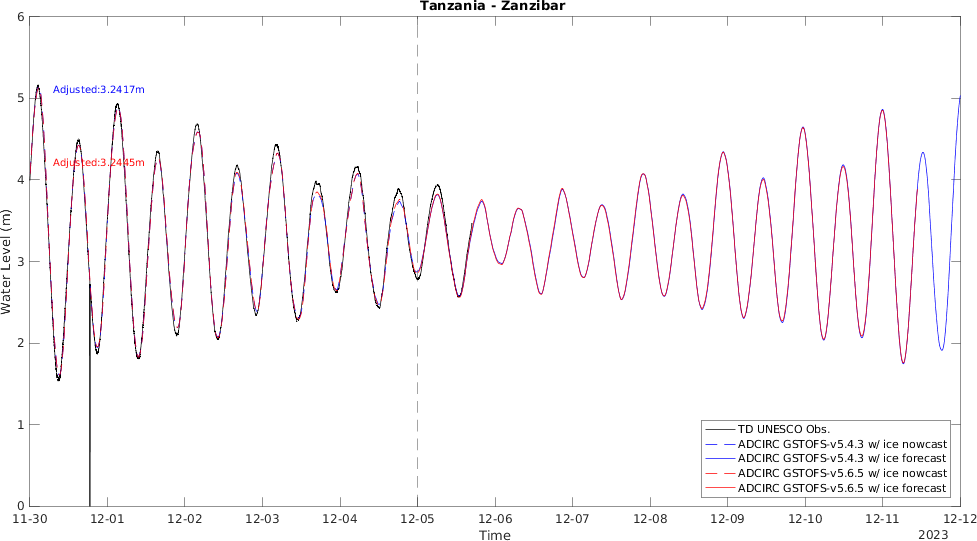 Tanzania - Zanzibar
6
5
4
3
2
1
0
Water Level (m)
Adjusted:3.2417m
Adjusted:3.2445m
TD UNESCO Obs.
ADCIRC GSTOFS-v5.4.3 w/ ice nowcast
ADCIRC GSTOFS-v5.4.3 w/ ice forecast
ADCIRC GSTOFS-v5.6.5 w/ ice nowcast
ADCIRC GSTOFS-v5.6.5 w/ ice forecast
11-30 12-01 12-02 12-03 12-04 12-05 12-06 12-07 12-08 12-09 12-10 12-11 12-12
Time
2023